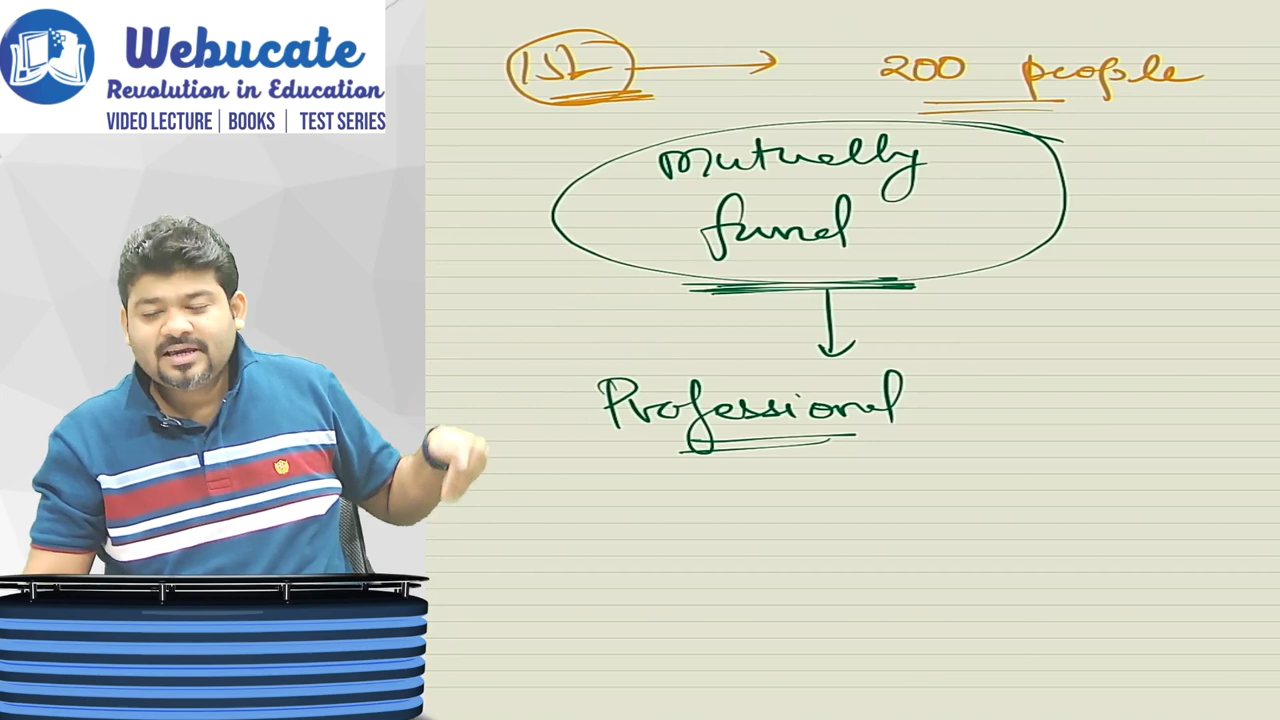 Webucate
Revolution in Education
VIDEO LECTURE | BOOKS | TEST SERIES
200 people
Mutually
fund
Professional